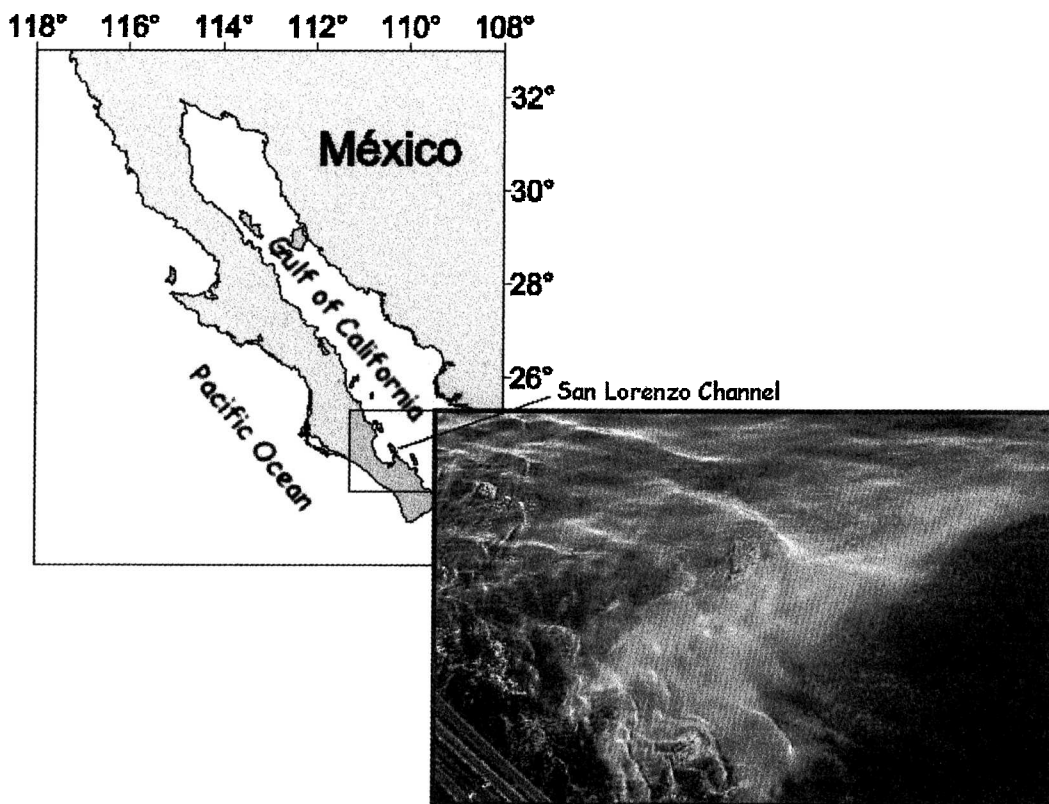 118° 116° 114° 112° 110° 108°
32°
México
30°
Gulf of California
28°
26°
San Lorenzo Channel
Pacific Ocean